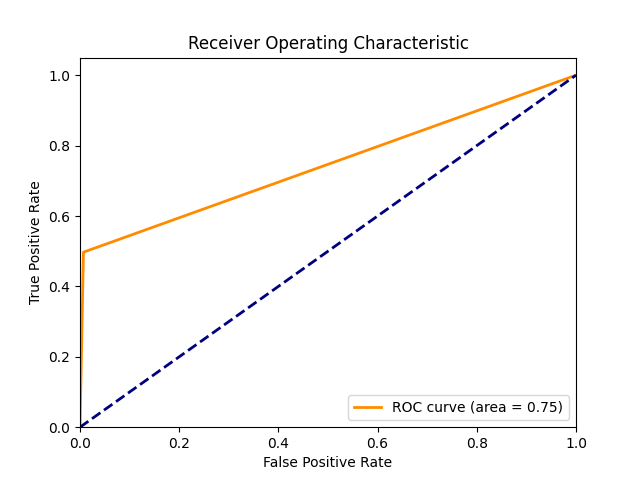 Receiver Operating Characteristic
True Positive Rate
1.0
0.8
0.6
0.4
0.2
0.0
ROC curve (area = 0.75)
0.0 0.2 0.4 0.6 0.8 1.0
False Positive Rate